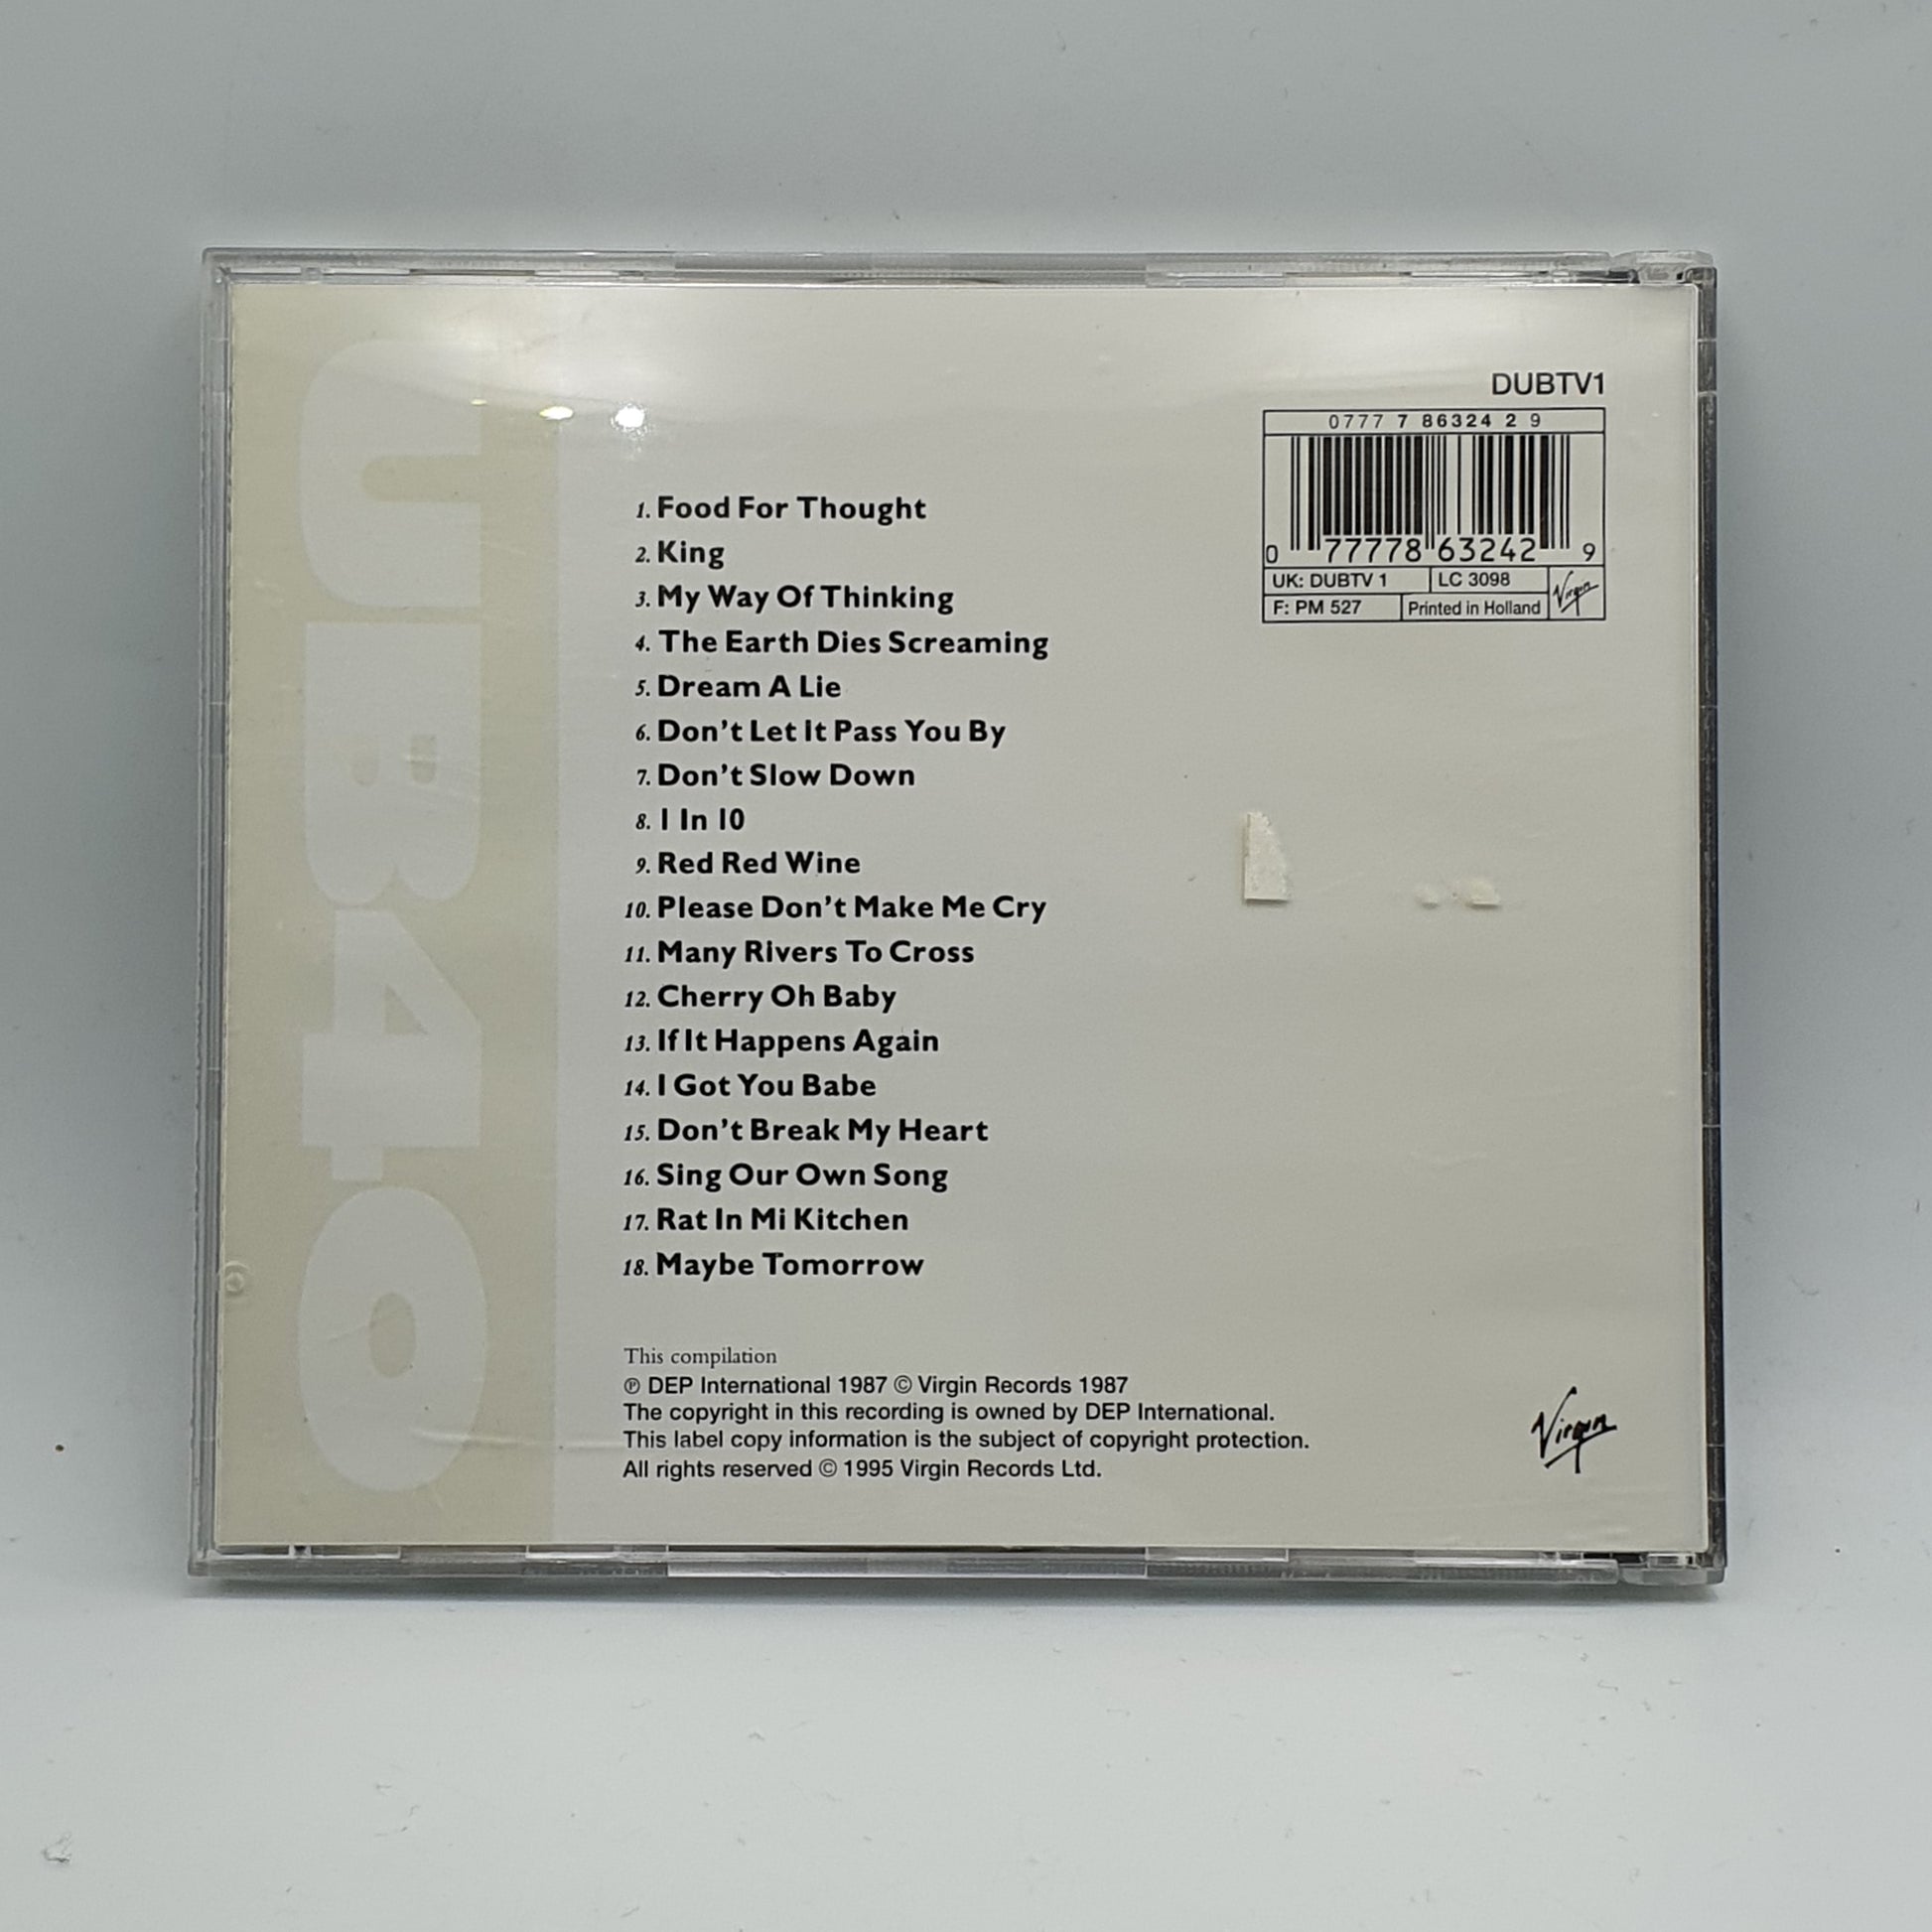 UB40
DUBTV1
0777 7 86324 2 9
0 77778 63242 9
UK: DUBTV 1 LC 3098 Virgin
F: PM 527 Printed in Holland
1. Food For Thought
2. King
3. My Way Of Thinking
4. The Earth Dies Screaming
5. Dream A Lie
6. Don't Let It Pass You By
7. Don't Slow Down
8. 1 In 10
9. Red Red Wine
10. Please Don't Make Me Cry
11. Many Rivers To Cross
12. Cherry Oh Baby
13. If It Happens Again
14. I Got You Babe
15. Don't Break My Heart
16. Sing Our Own Song
17. Rat In Mi Kitchen
18. Maybe Tomorrow
This compilation
℗ DEP International 1987 © Virgin Records 1987
The copyright in this recording is owned by DEP International.
This label copy information is the subject of copyright protection.
All rights reserved © 1995 Virgin Records Ltd.
Virgin